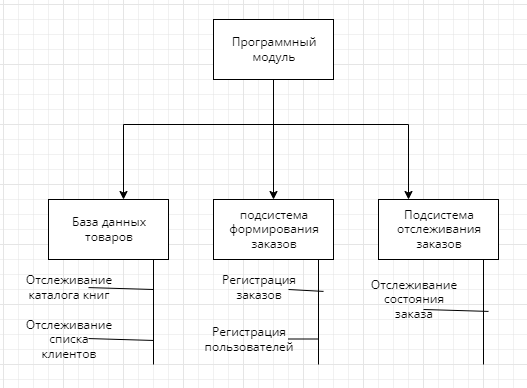 Программный
модуль
База данных
товаров
подсистема
формирования
заказов
Подсистема
отслеживания
заказов
Отслеживание
каталога книг
Отслеживание
списка
клиентов
Регистрация
заказов
Регистрация
пользователей
Отслеживание
состояния
заказа